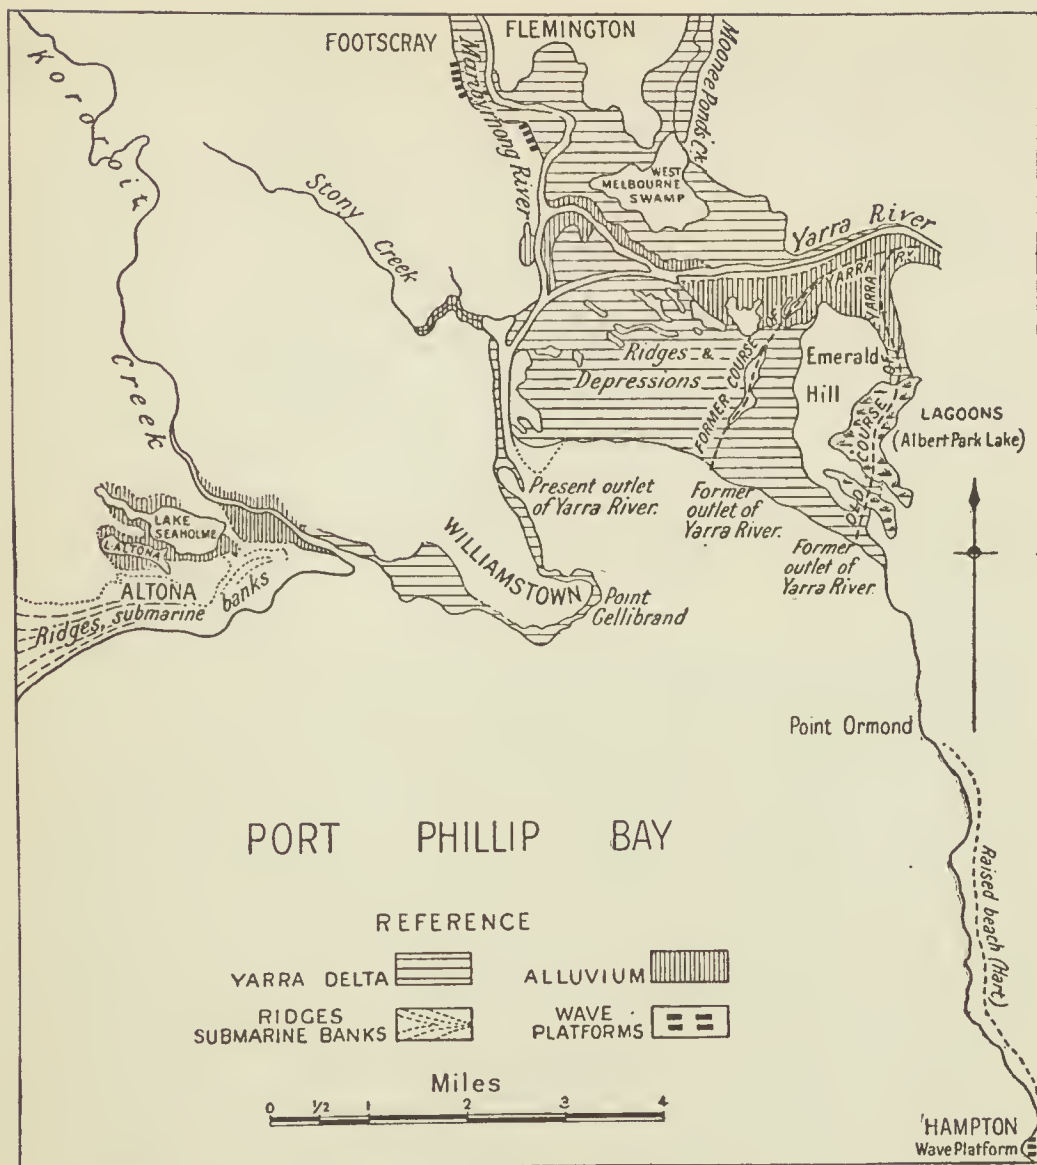 FOOTSCRAY
FLEMINGTON
Kororoit
Creek
Maribyrnong River
Moonee Ponds Ck
Stony
Creek
WEST
MELBOURNE
SWAMP
Yarra River
FORMER COURSE OF YARRA
OLD COURSE OF YARRA
Ridges &
Depressions
Emerald
Hill
LAGOONS
(Albert Park Lake)
Present outlet
of Yarra River.
Former
outlet of
Yarra River.
Former
outlet of
Yarra River.
LAKE
SEAHOLME
L. ALTONA
ALTONA
Ridges, submarine banks
WILLIAMSTOWN
Point
Gellibrand
Point Ormond
PORT PHILLIP BAY
Raised beach (Hart)
REFERENCE
YARRA DELTA
ALLUVIUM
RIDGES
SUBMARINE BANKS
WAVE
PLATFORMS
Miles
0 1/2 1 2 3 4
HAMPTON
Wave Platform